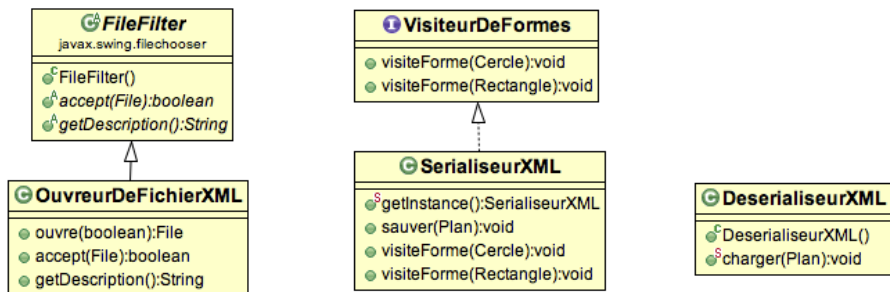 FileFilter
javax.swing.filechooser
FileFilter()
accept(File):boolean
getDescription():String
OuvreurDeFichierXML
ouvre(boolean):File
accept(File):boolean
getDescription():String
VisiteurDeFormes
visiteForme(Cercle):void
visiteForme(Rectangle):void
SerialiseurXML
getInstance():SerialiseurXML
sauver(Plan):void
visiteForme(Cercle):void
visiteForme(Rectangle):void
DeserialiseurXML
DeserialiseurXML()
charger(Plan):void